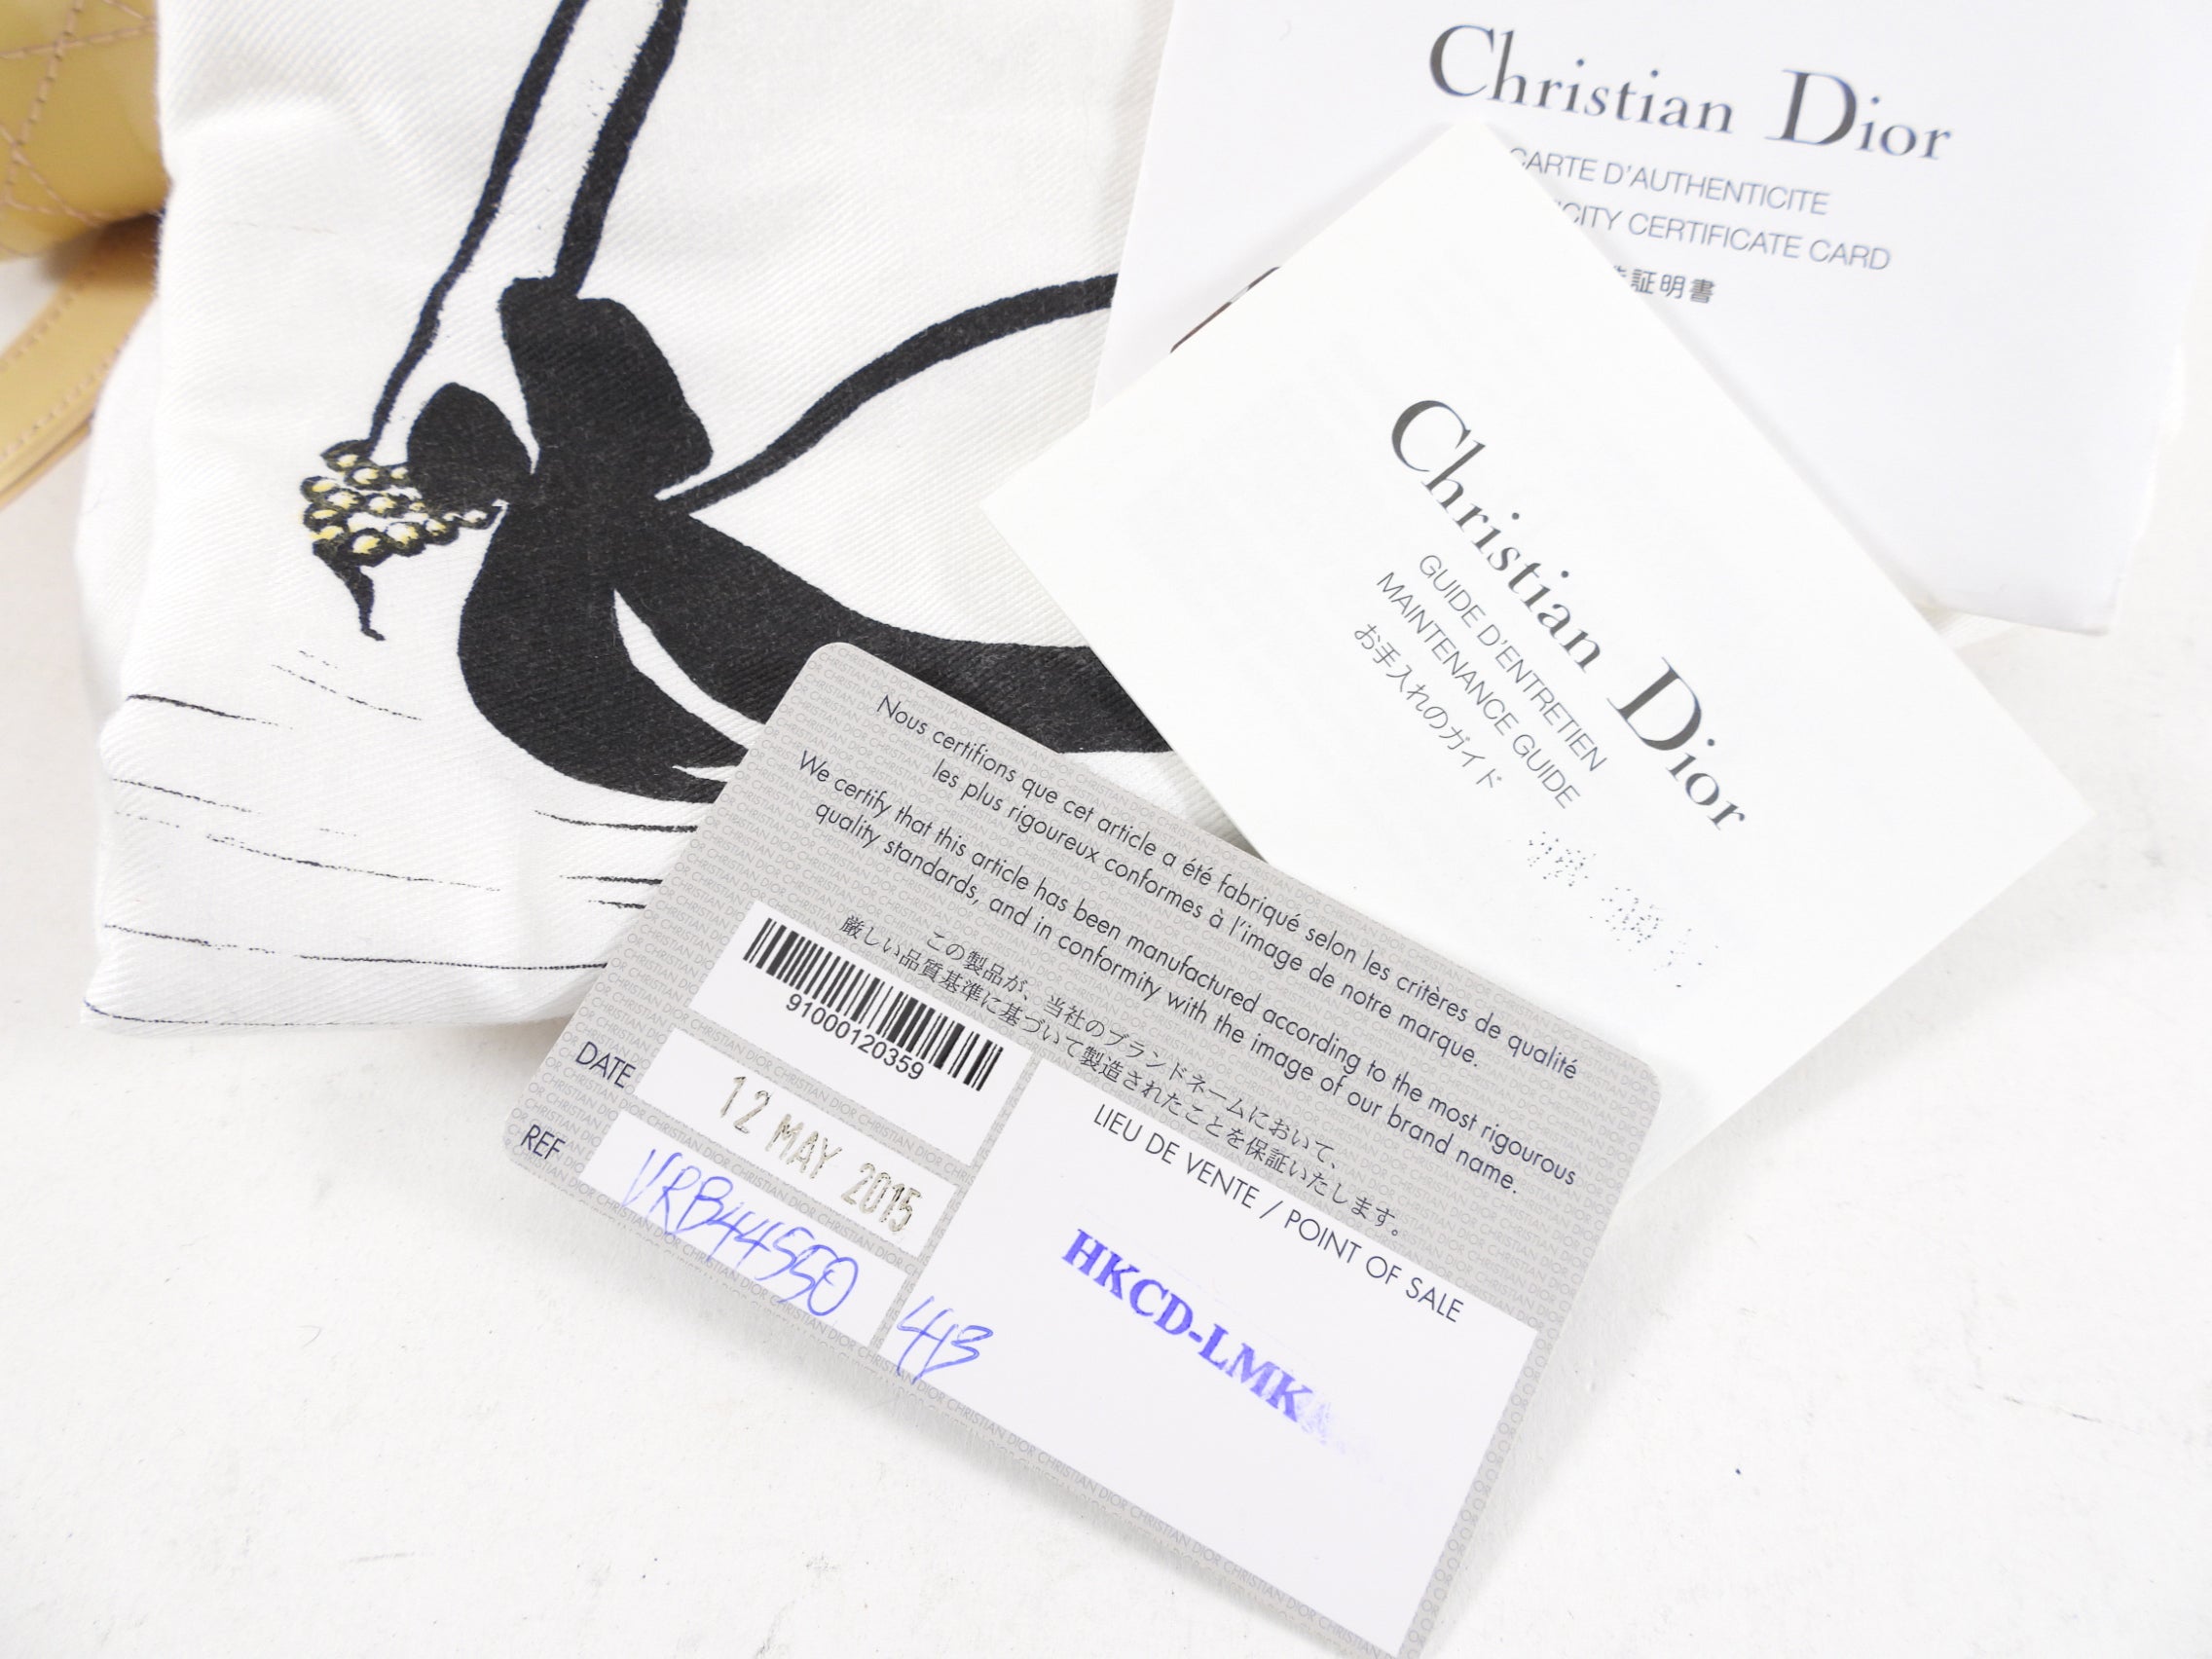 Christian Dior
CARTE D'AUTHENTICITE
CERTIFICATE CARD
証明書
Christian Dior
GUIDE D'ENTRETIEN
MAINTENANCE GUIDE
お手入れのガイド
Nous certifions que cet article a été fabriqué selon les critères de qualité
les plus rigoureux conformes à l'image de notre marque.
We certify that this article has been manufactured according to the most rigourous
quality standards, and in conformity with the image of our brand name.
この製品が、当社のブランドネームにおいて、
厳しい品質基準に基づいて製造されたことを保証いたします。
91000120359
DATE
12 MAY 2015
REF
VRB44550
413
LIEU DE VENTE / POINT OF SALE
HKCD-LMK